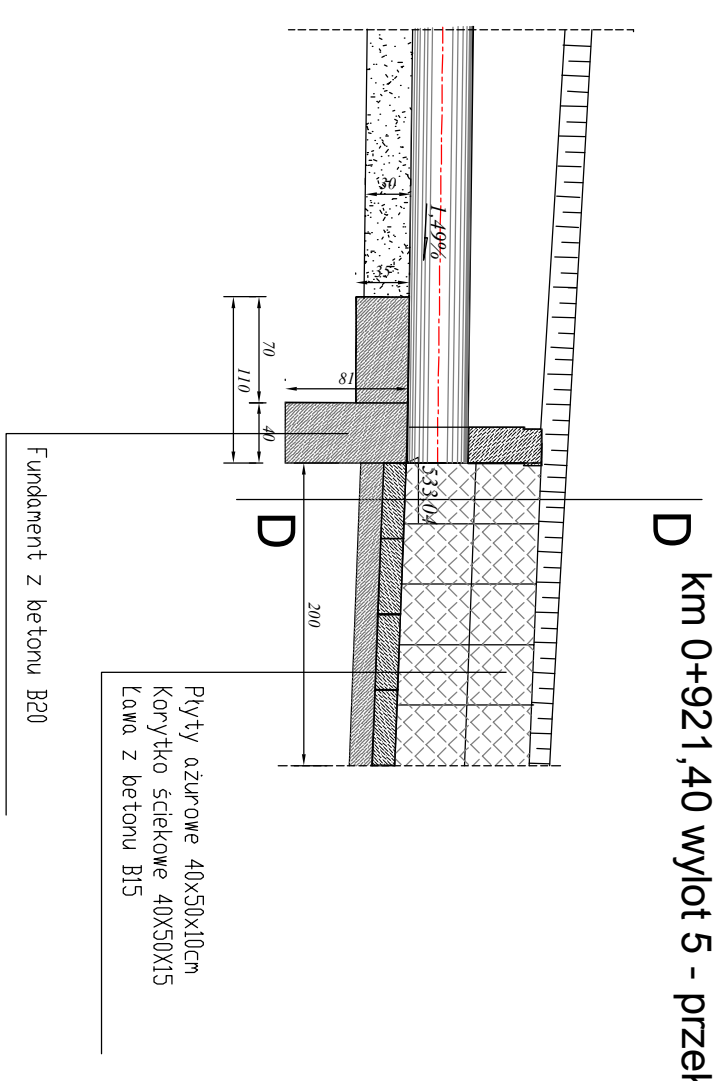 km 0+921,40 wylot 5 - przek
D
D
1,49%
30
35
70
110
40
81
533,04
200
Płyty ażurowe 40x50x10cm
Korytko ściekowe 40X50X15
Ława z betonu B15
Fundament z betonu B20